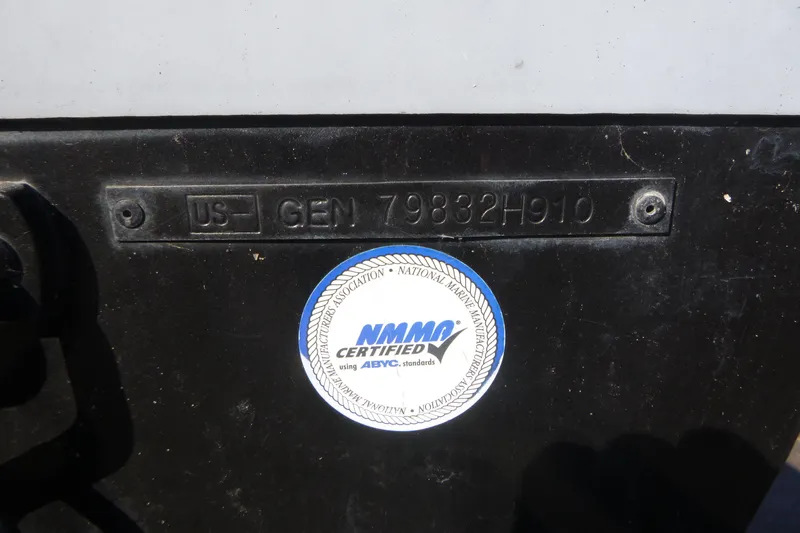 US- GEN 79832H910
NATIONAL MARINE MANUFACTURERS ASSOCIATION • NATIONAL MARINE MANUFACTURERS ASSOCIATION •
NMMA®
CERTIFIED
using ABYC. standards